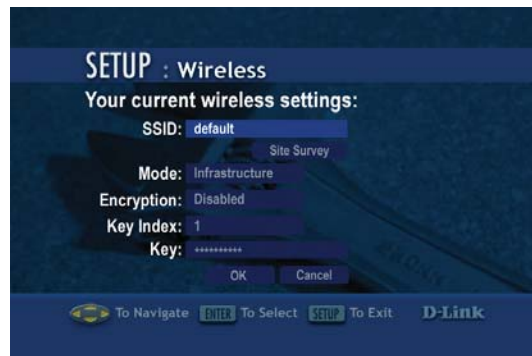 SETUP : Wireless
Your current wireless settings:
SSID: default
Site Survey
Mode: Infrastructure
Encryption: Disabled
Key Index: 1
Key: **********
OK Cancel
To Navigate ENTER To Select SETUP To Exit D-Link